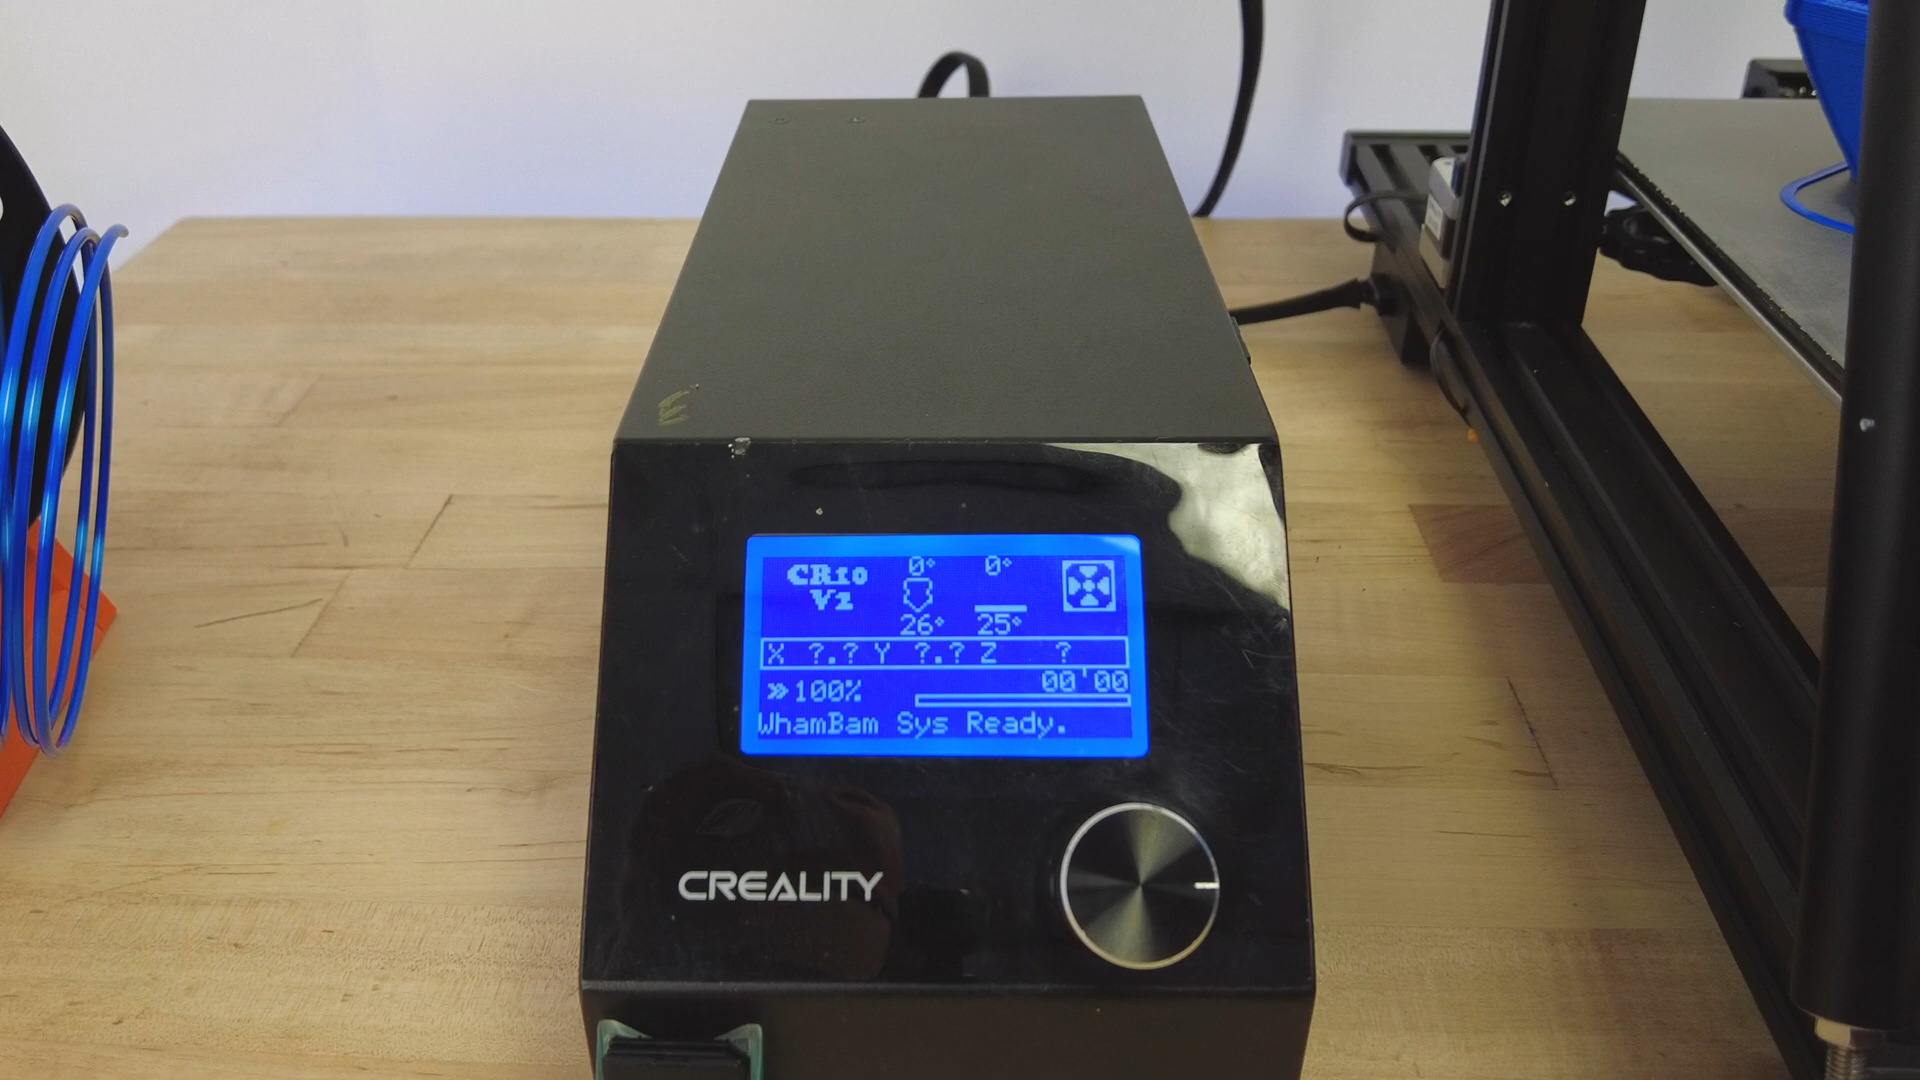 CR10 0° 0°
V2
26° 25°
X ?.? Y ?.? Z ?
00'00
»100%
WhamBam Sys Ready.
CREALITY